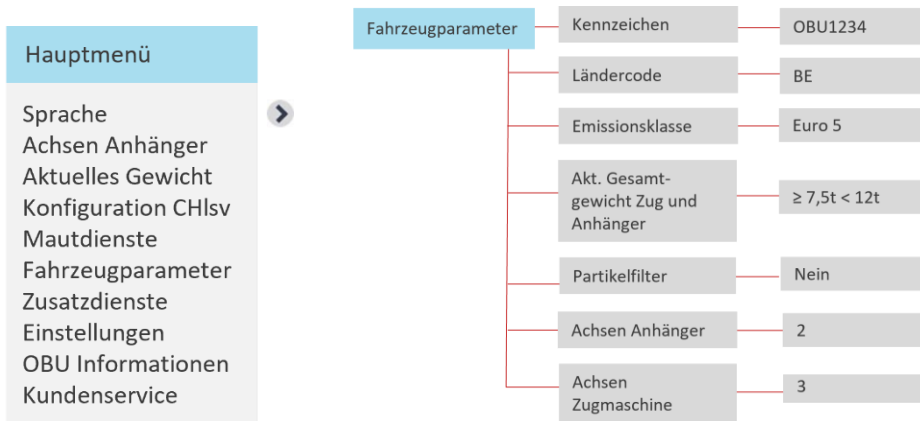 Hauptmenü
Sprache
Achsen Anhänger
Aktuelles Gewicht
Konfiguration CHlsv
Mautdienste
Fahrzeugparameter
Zusatzdienste
Einstellungen
OBU Informationen
Kundenservice
Fahrzeugparameter
Kennzeichen
OBU1234
Ländercode
BE
Emissionsklasse
Euro 5
Akt. Gesamt-
gewicht Zug und
Anhänger
≥ 7,5t < 12t
Partikelfilter
Nein
Achsen Anhänger
2
Achsen
Zugmaschine
3